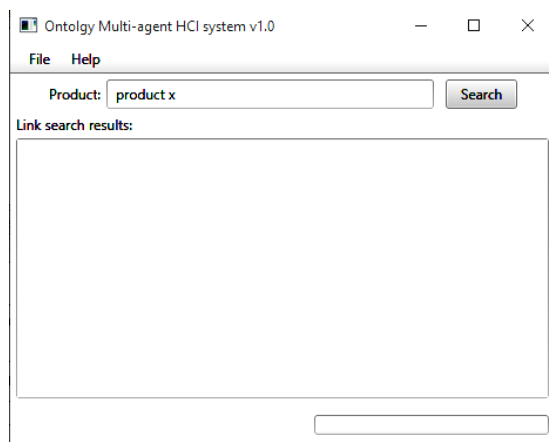 Ontolgy Multi-agent HCI system v1.0
File Help
Product: product x Search
Link search results: